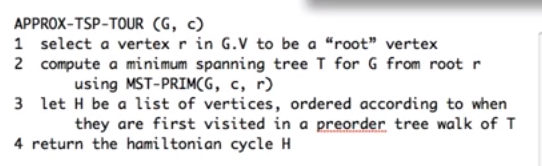 APPROX-TSP-TOUR (G, c)
1 select a vertex r in G.V to be a “root” vertex
2 compute a minimum spanning tree T for G from root r
using MST-PRIM(G, c, r)
3 let H be a list of vertices, ordered according to when
they are first visited in a preorder tree walk of T
4 return the hamiltonian cycle H